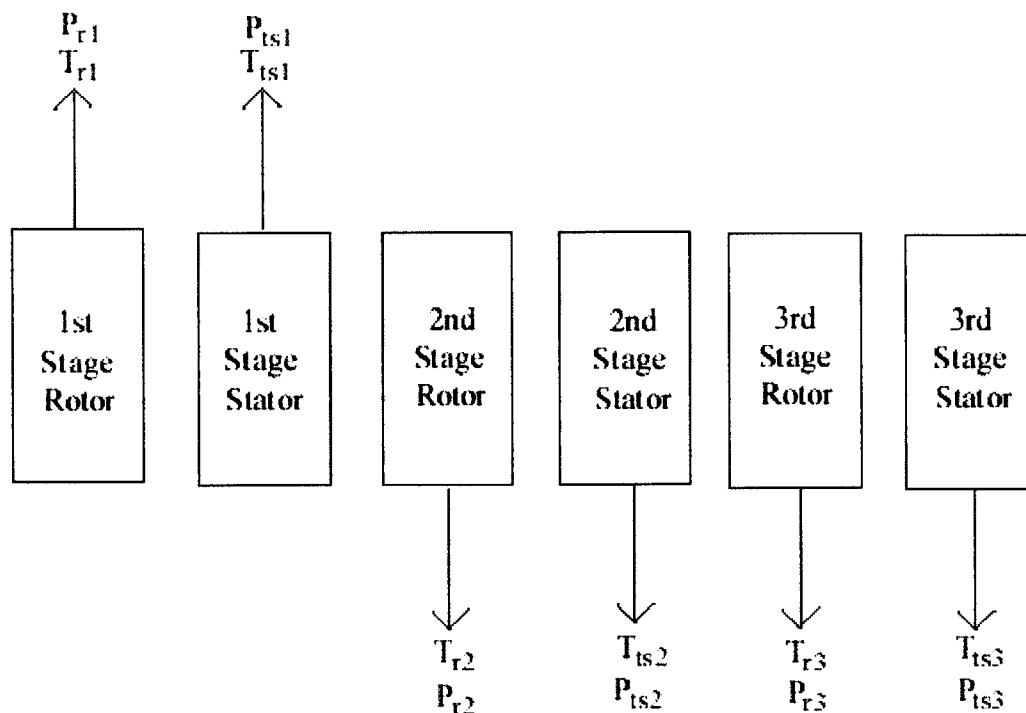 P_r1
T_r1
P_ts1
T_ts1
1st
Stage
Rotor
1st
Stage
Stator
2nd
Stage
Rotor
2nd
Stage
Stator
3rd
Stage
Rotor
3rd
Stage
Stator
T_r2
P_r2
T_ts2
P_ts2
T_r3
P_r3
T_ts3
P_ts3